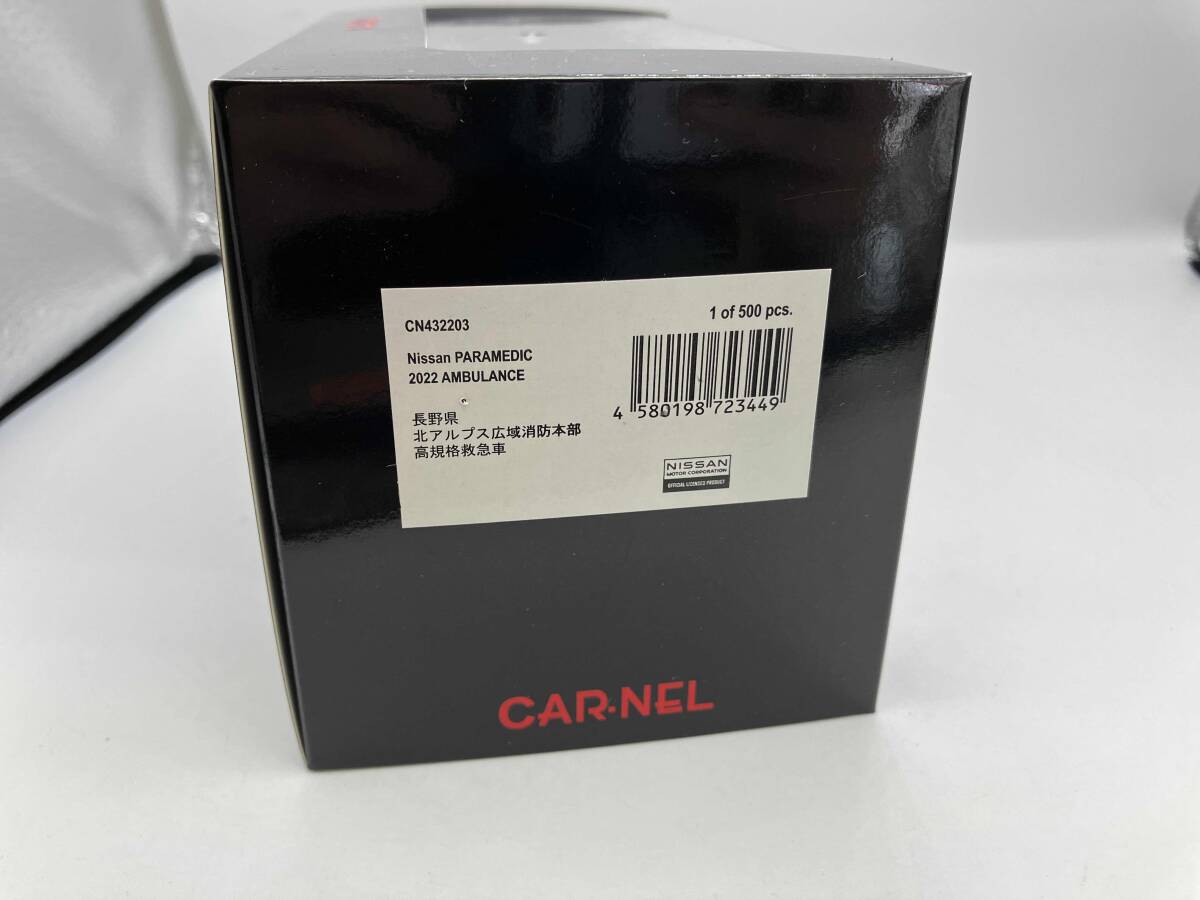 CN432203
1 of 500 pcs.
Nissan PARAMEDIC
2022 AMBULANCE
4 580198 723449
長野県
北アルプス広域消防本部
高規格救急車
NISSAN
MOTOR CORPORATION
OFFICIAL LICENSED PRODUCT
CAR·NEL